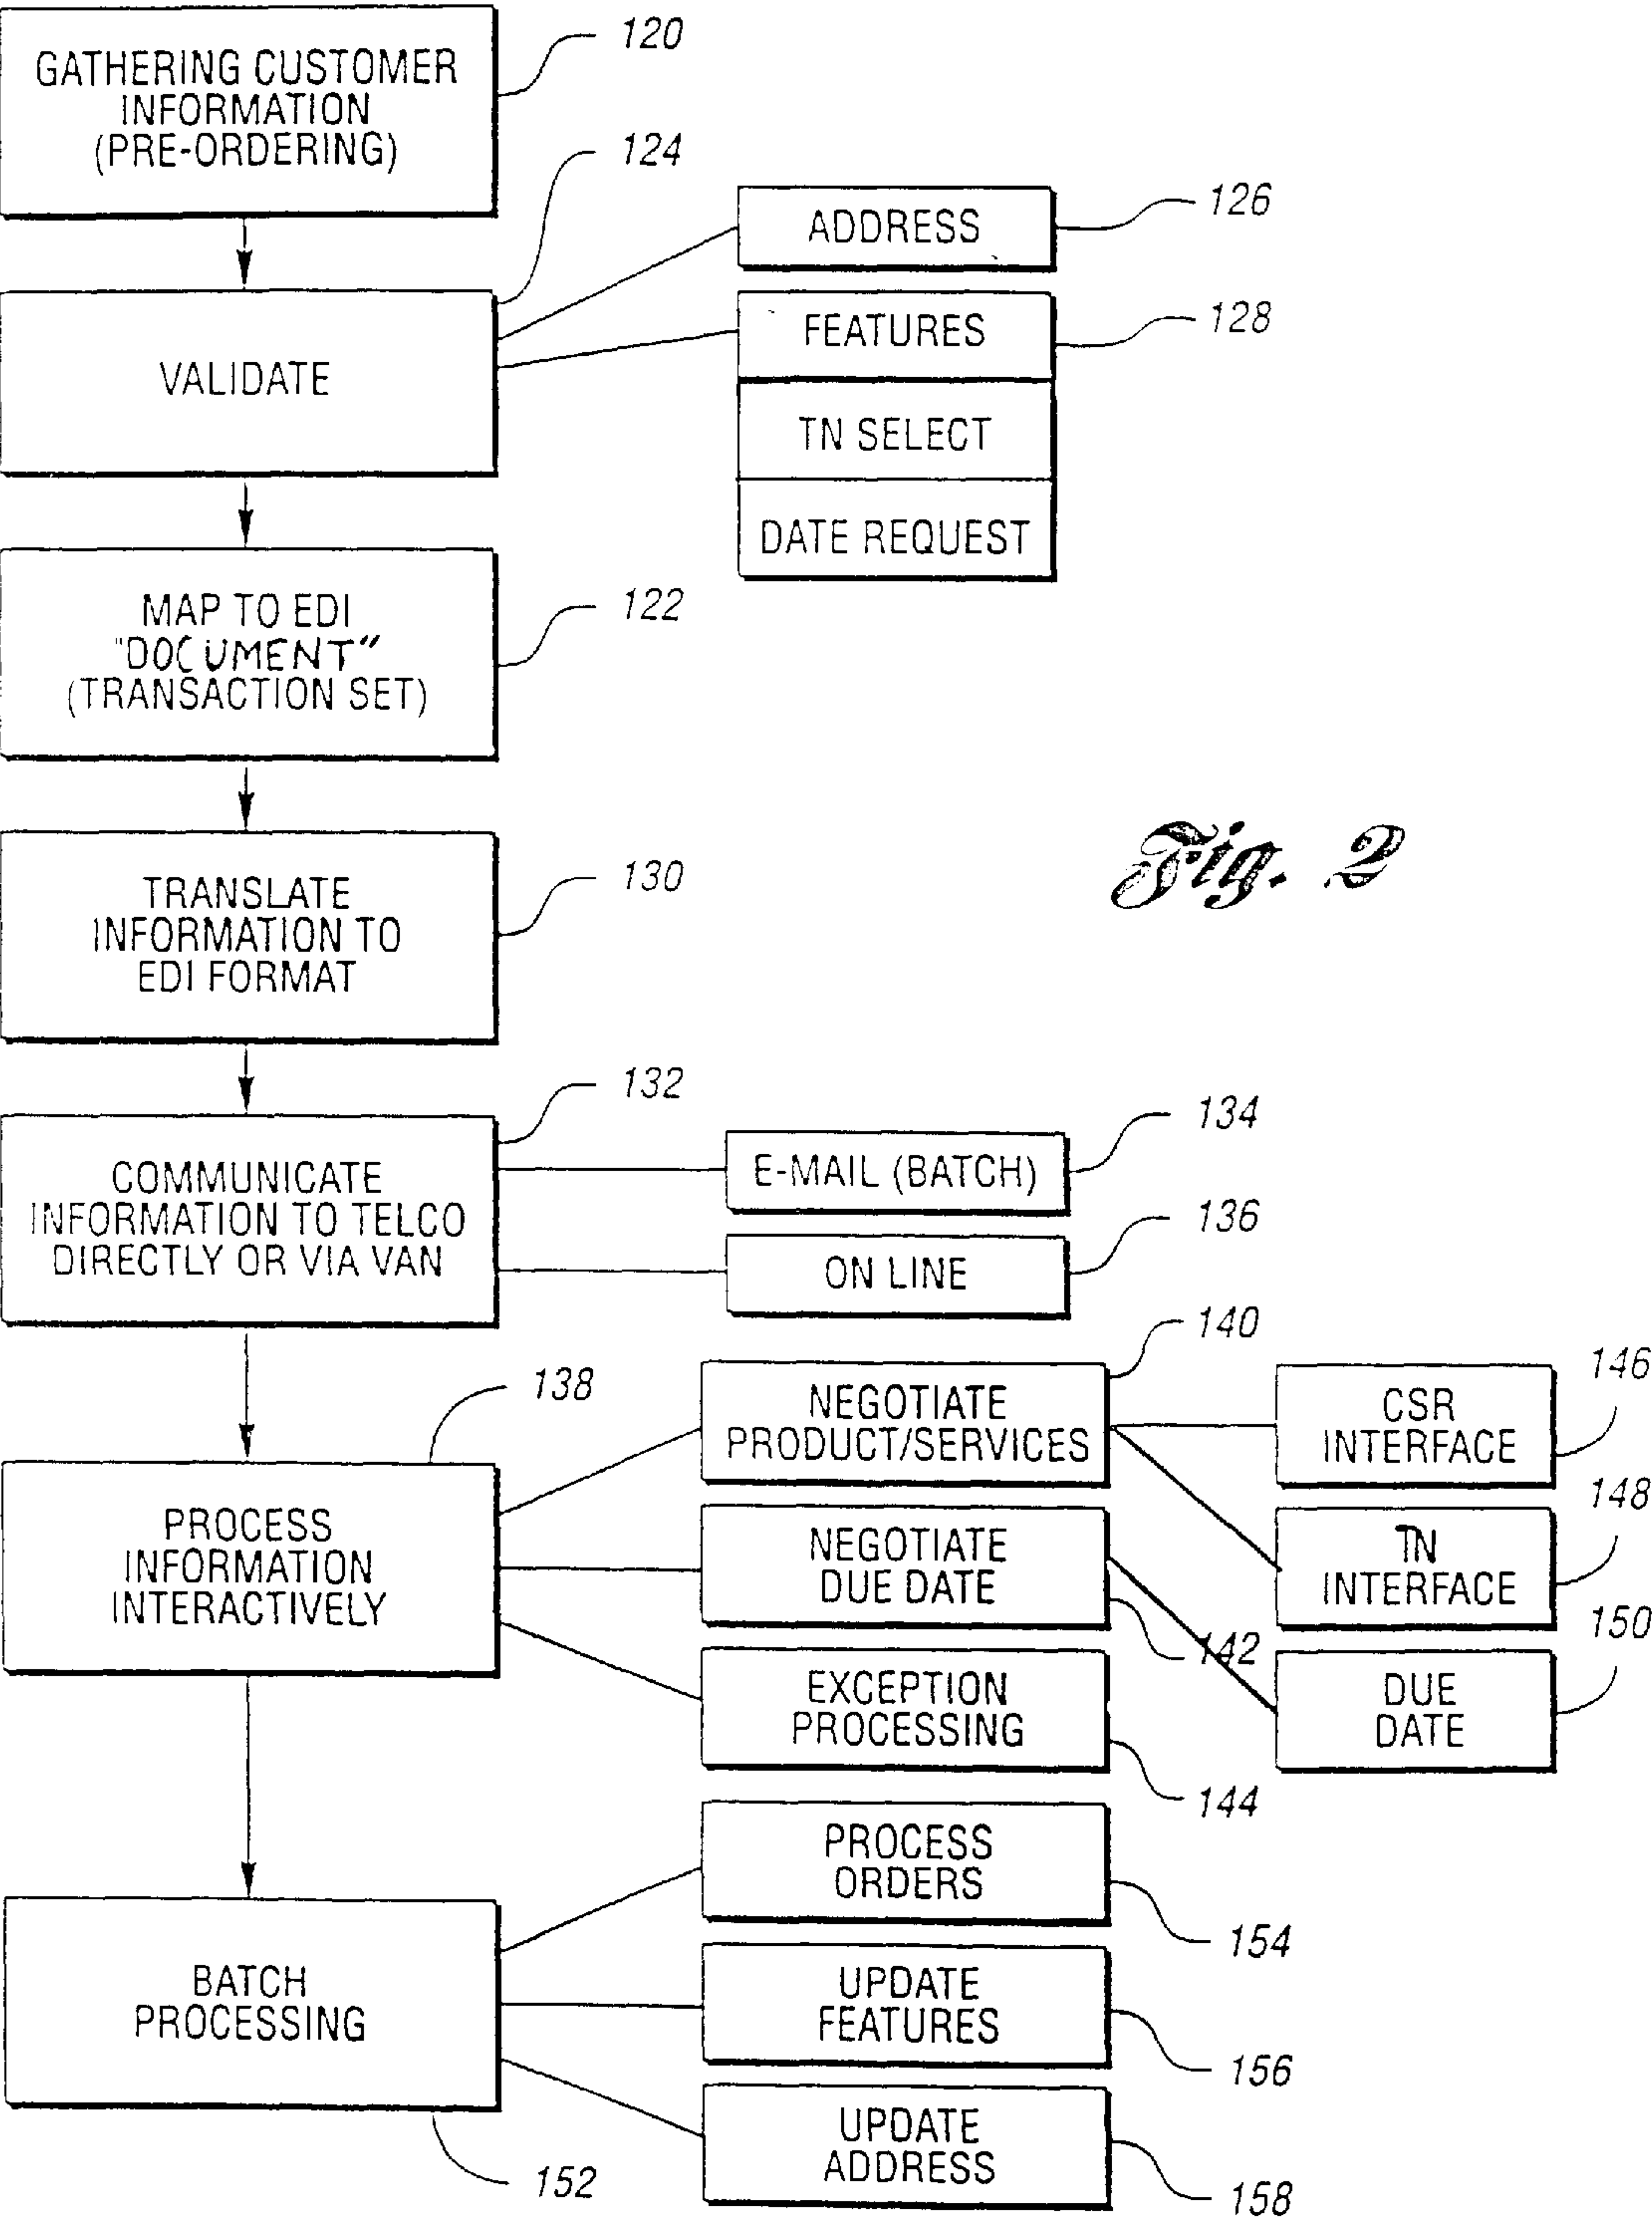 GATHERING CUSTOMER
INFORMATION
(PRE-ORDERING)
120
VALIDATE
124
ADDRESS
126
FEATURES
128
TN SELECT
DATE REQUEST
MAP TO EDI
"DOCUMENT"
(TRANSACTION SET)
122
TRANSLATE
INFORMATION TO
EDI FORMAT
130
Fig. 2
COMMUNICATE
INFORMATION TO TELCO
DIRECTLY OR VIA VAN
132
E-MAIL (BATCH)
134
ON LINE
136
PROCESS
INFORMATION
INTERACTIVELY
138
NEGOTIATE
PRODUCT/SERVICES
140
CSR
INTERFACE
146
NEGOTIATE
DUE DATE
142
TN
INTERFACE
148
EXCEPTION
PROCESSING
144
DUE
DATE
150
BATCH
PROCESSING
152
PROCESS
ORDERS
154
UPDATE
FEATURES
156
UPDATE
ADDRESS
158